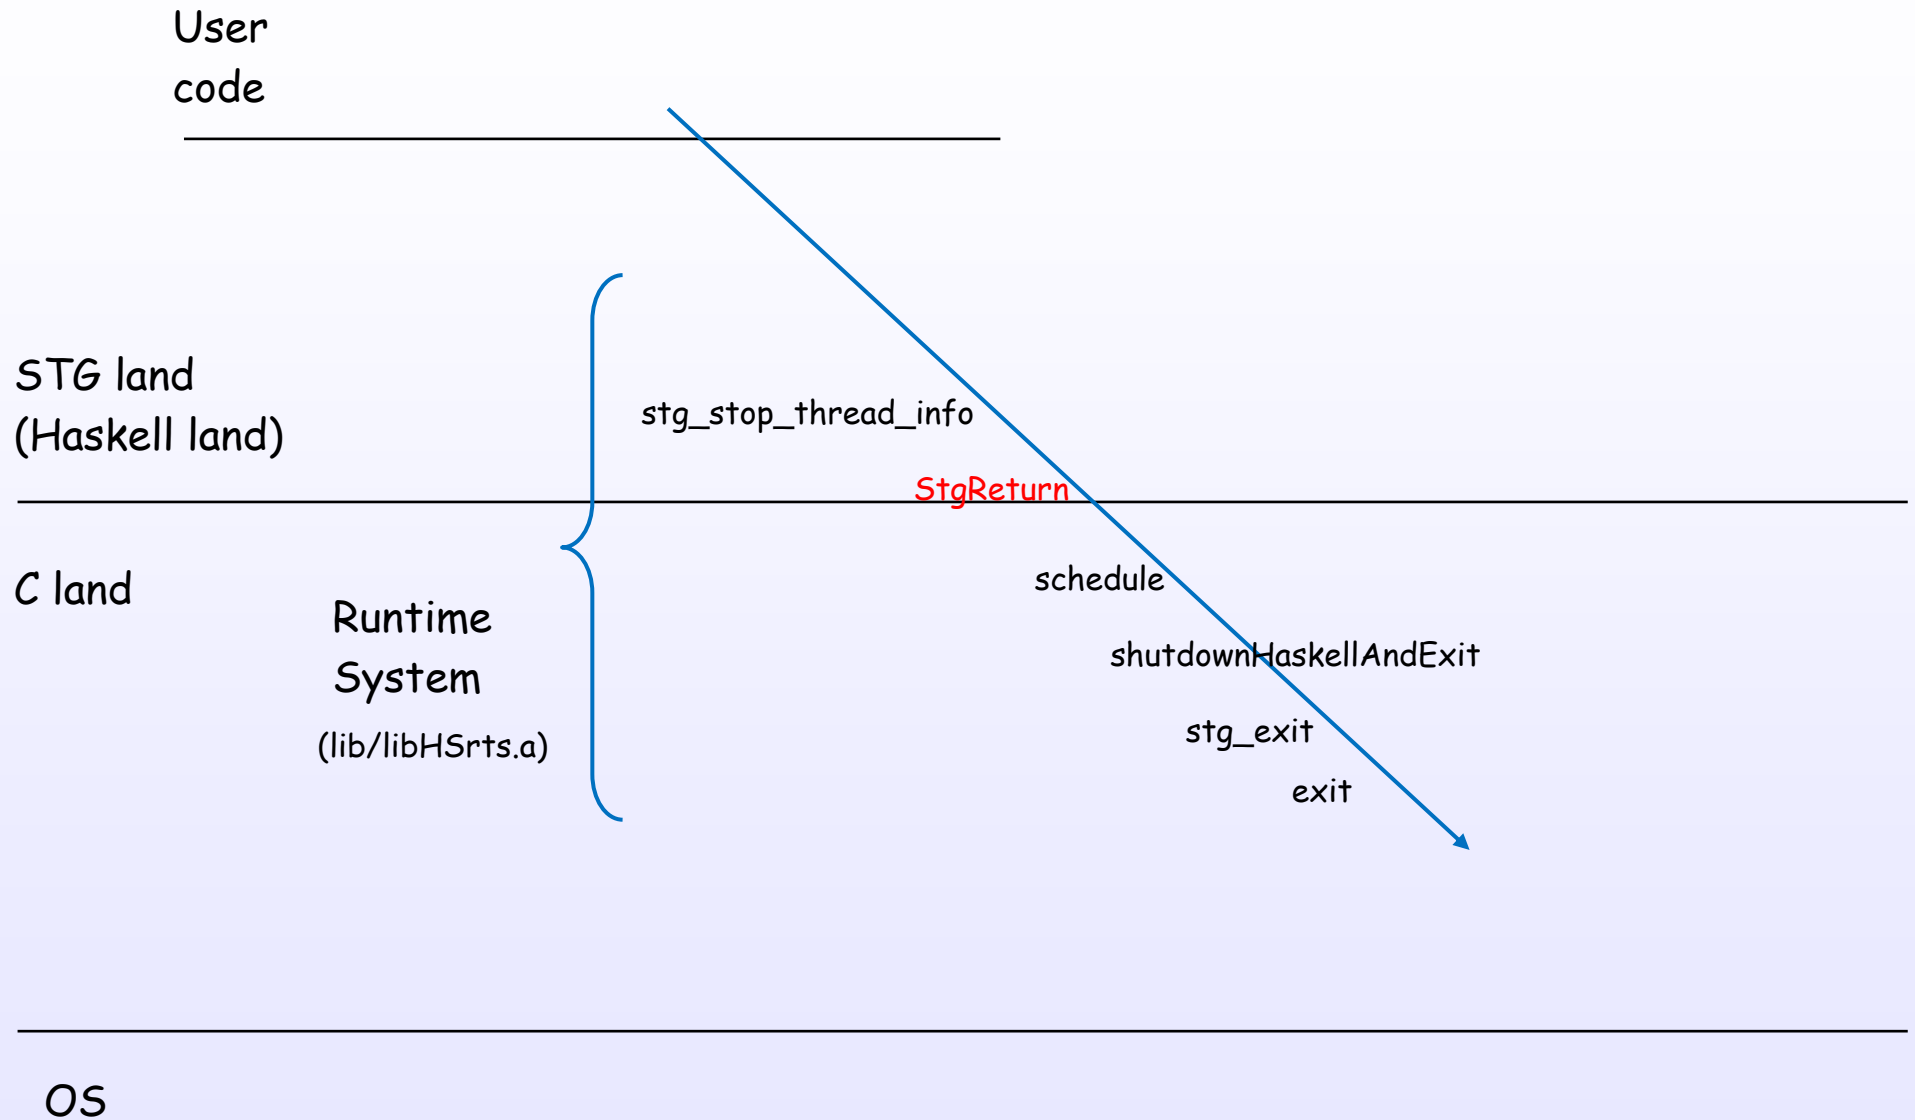 User
code
STG land
(Haskell land)
stg_stop_thread_info
StgReturn
C land
schedule
Runtime
System
(lib/libHSrts.a)
shutdownHaskellAndExit
stg_exit
exit
OS